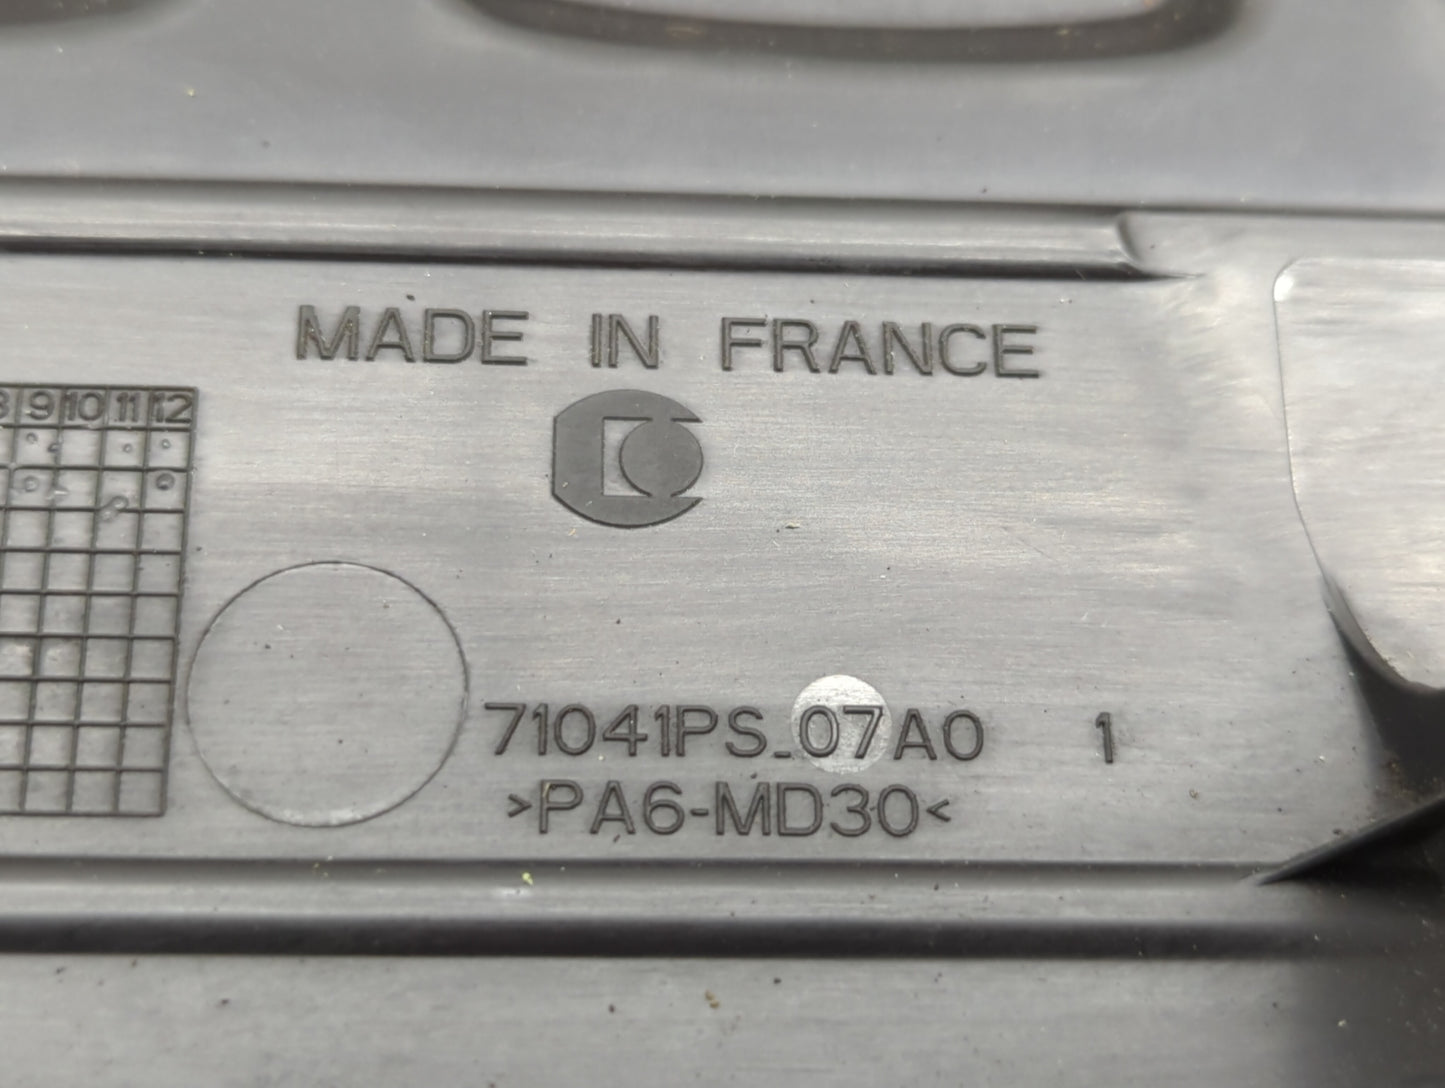 MADE IN FRANCE
9 10 11 12
71041PS_07A0 1
>PA6-MD30<